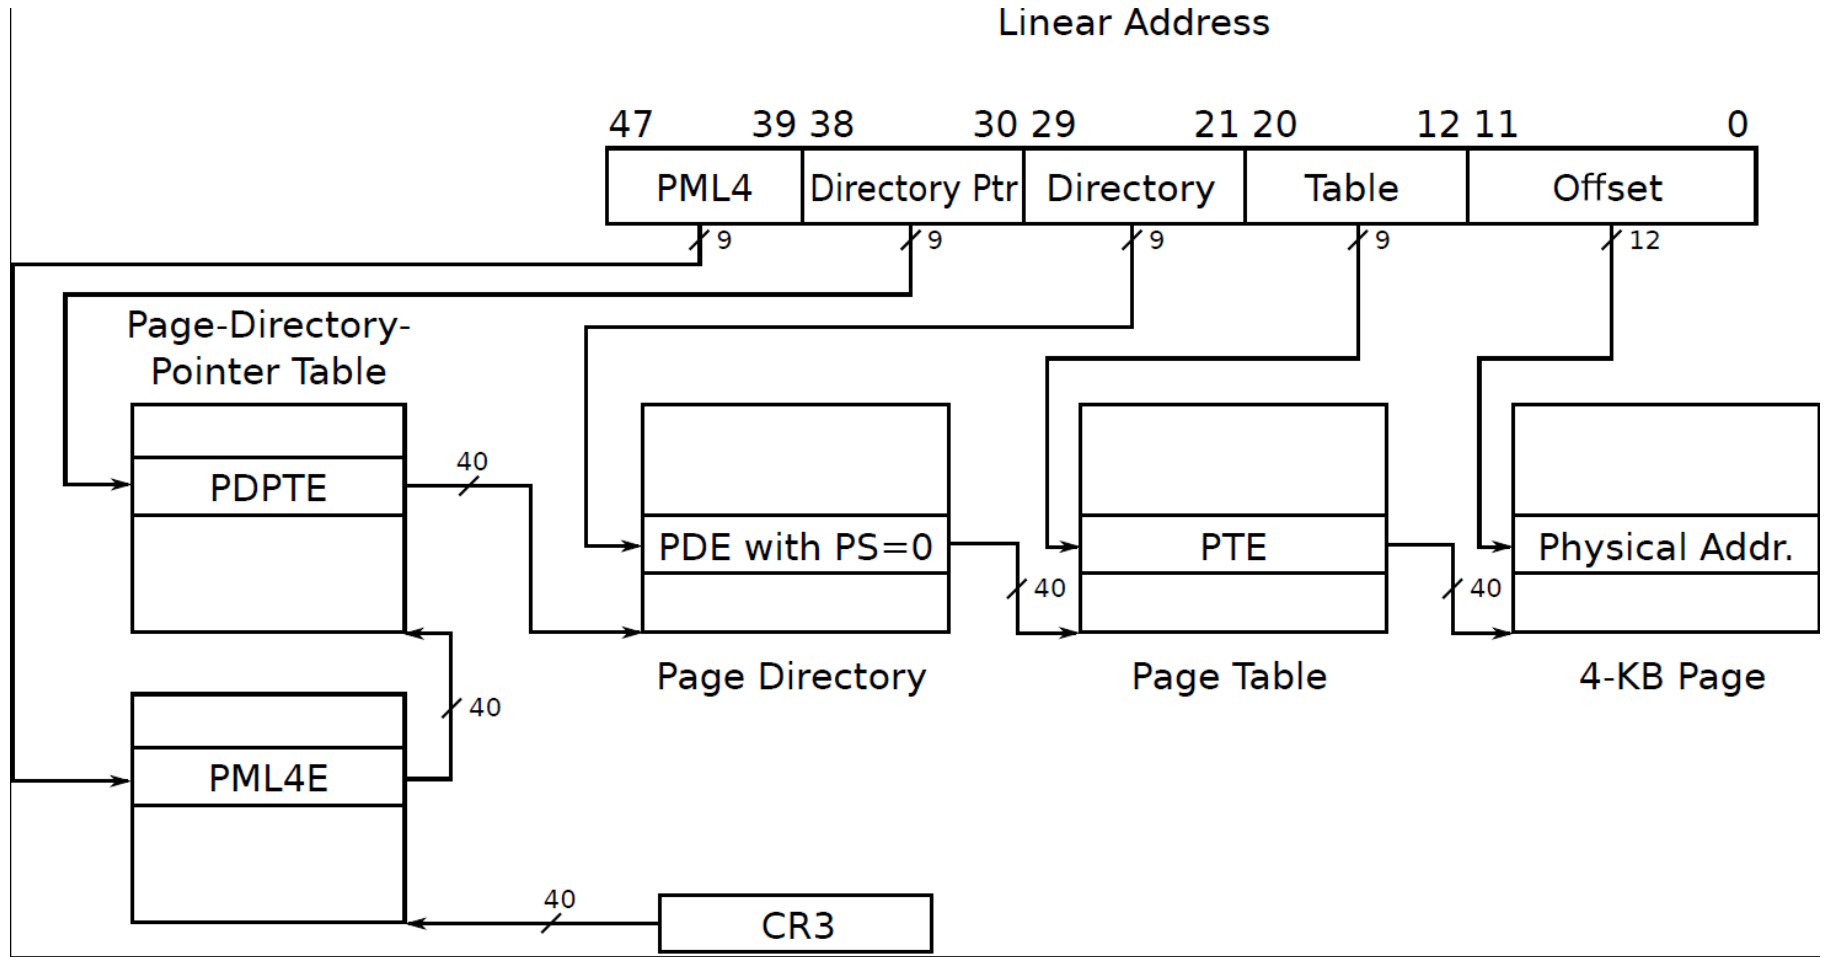 Linear Address
47 39 38 30 29 21 20 12 11 0
PML4 Directory Ptr Directory Table Offset
9 9 9 9 12
Page-Directory-
Pointer Table
40
PDPTE
PDE with PS=0 PTE Physical Addr.
40 40
Page Directory Page Table 4-KB Page
40
PML4E
40
CR3